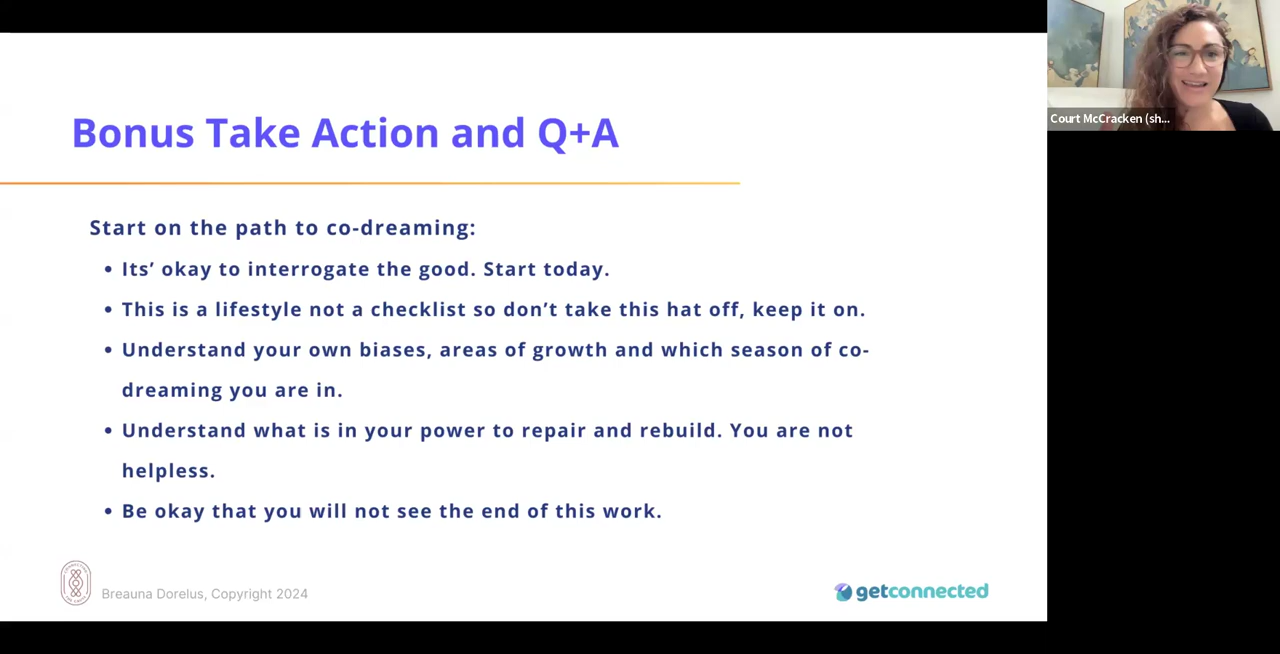 Bonus Take Action and Q+A
Court McCracken (sh...
Start on the path to co-dreaming:
• Its’ okay to interrogate the good. Start today.
• This is a lifestyle not a checklist so don’t take this hat off, keep it on.
• Understand your own biases, areas of growth and which season of co-
dreaming you are in.
• Understand what is in your power to repair and rebuild. You are not
helpless.
• Be okay that you will not see the end of this work.
Breauna Dorelus, Copyright 2024
getconnected